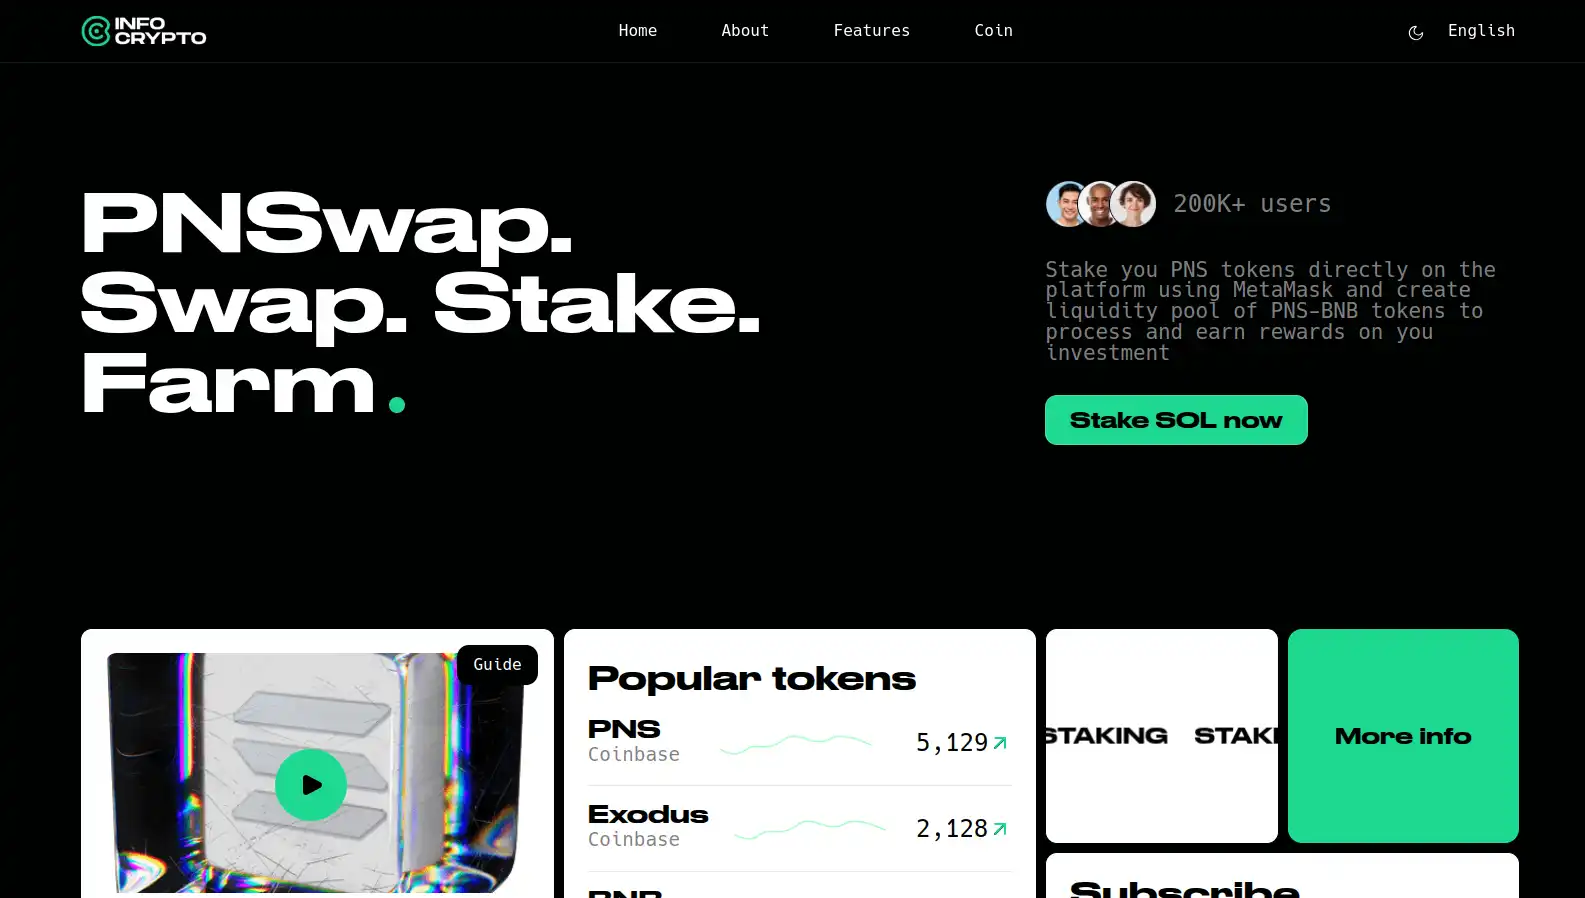 INFO
CRYPTO
Home
About
Features
Coin
English
PNSwap.
Swap. Stake.
Farm.
200K+ users
Stake you PNS tokens directly on the
platform using MetaMask and create
liquidity pool of PNS-BNB tokens to
process and earn rewards on you
investment
Stake SOL now
Guide
Popular tokens
PNS
Coinbase
5,129
Exodus
Coinbase
2,128
STAKING
More info
Subscribe